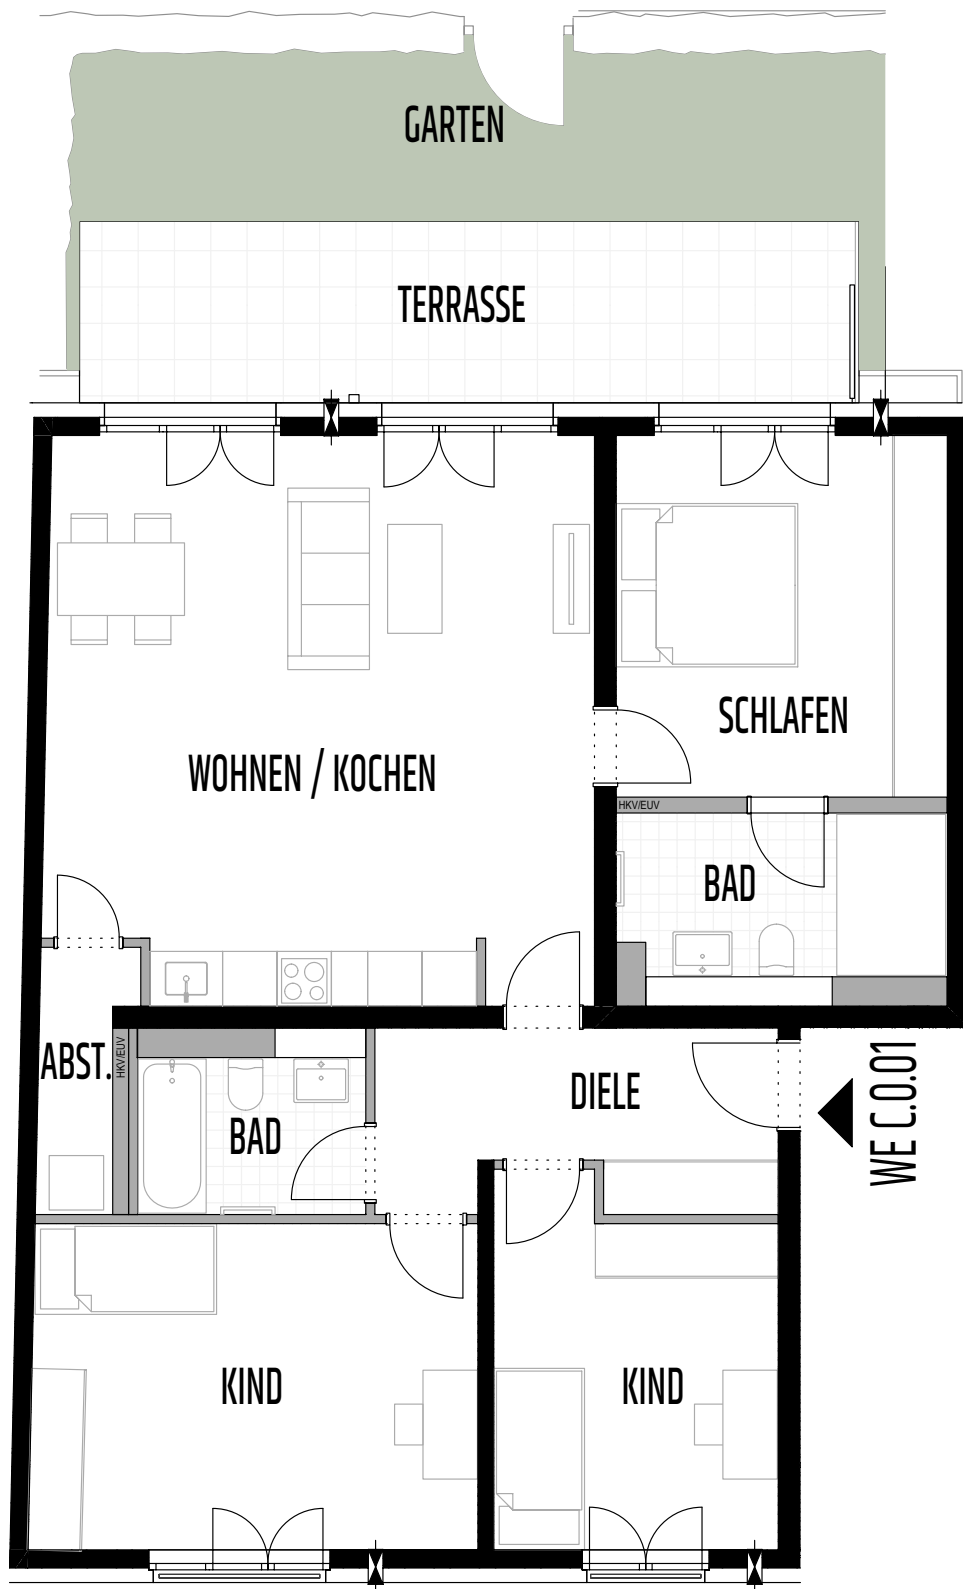 GARTEN
TERRASSE
SCHLAFEN
WOHNEN / KOCHEN
HKV/EUV
BAD
ABST.
HKV/EUV
DIELE
WE C.0.01
BAD
KIND
KIND